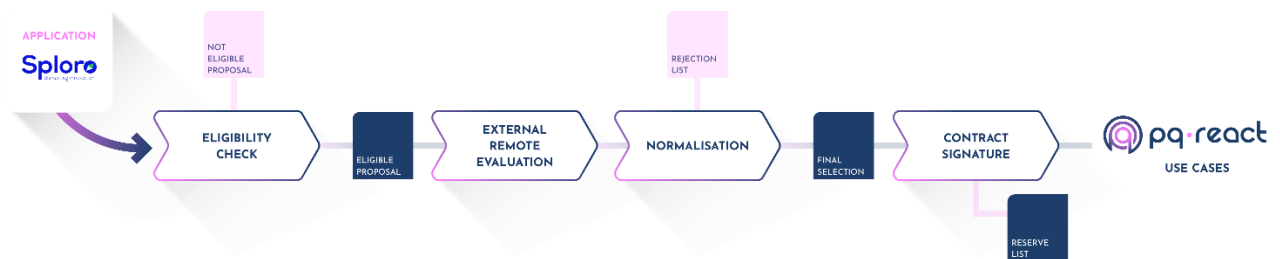 APPLICATION
Sploro
NOT
ELIGIBLE
PROPOSAL
ELIGIBILITY
CHECK
ELIGIBLE
PROPOSAL
EXTERNAL
REMOTE
EVALUATION
REJECTION
LIST
NORMALISATION
FINAL
SELECTION
CONTRACT
SIGNATURE
RESERVE
LIST
pq·react
USE CASES